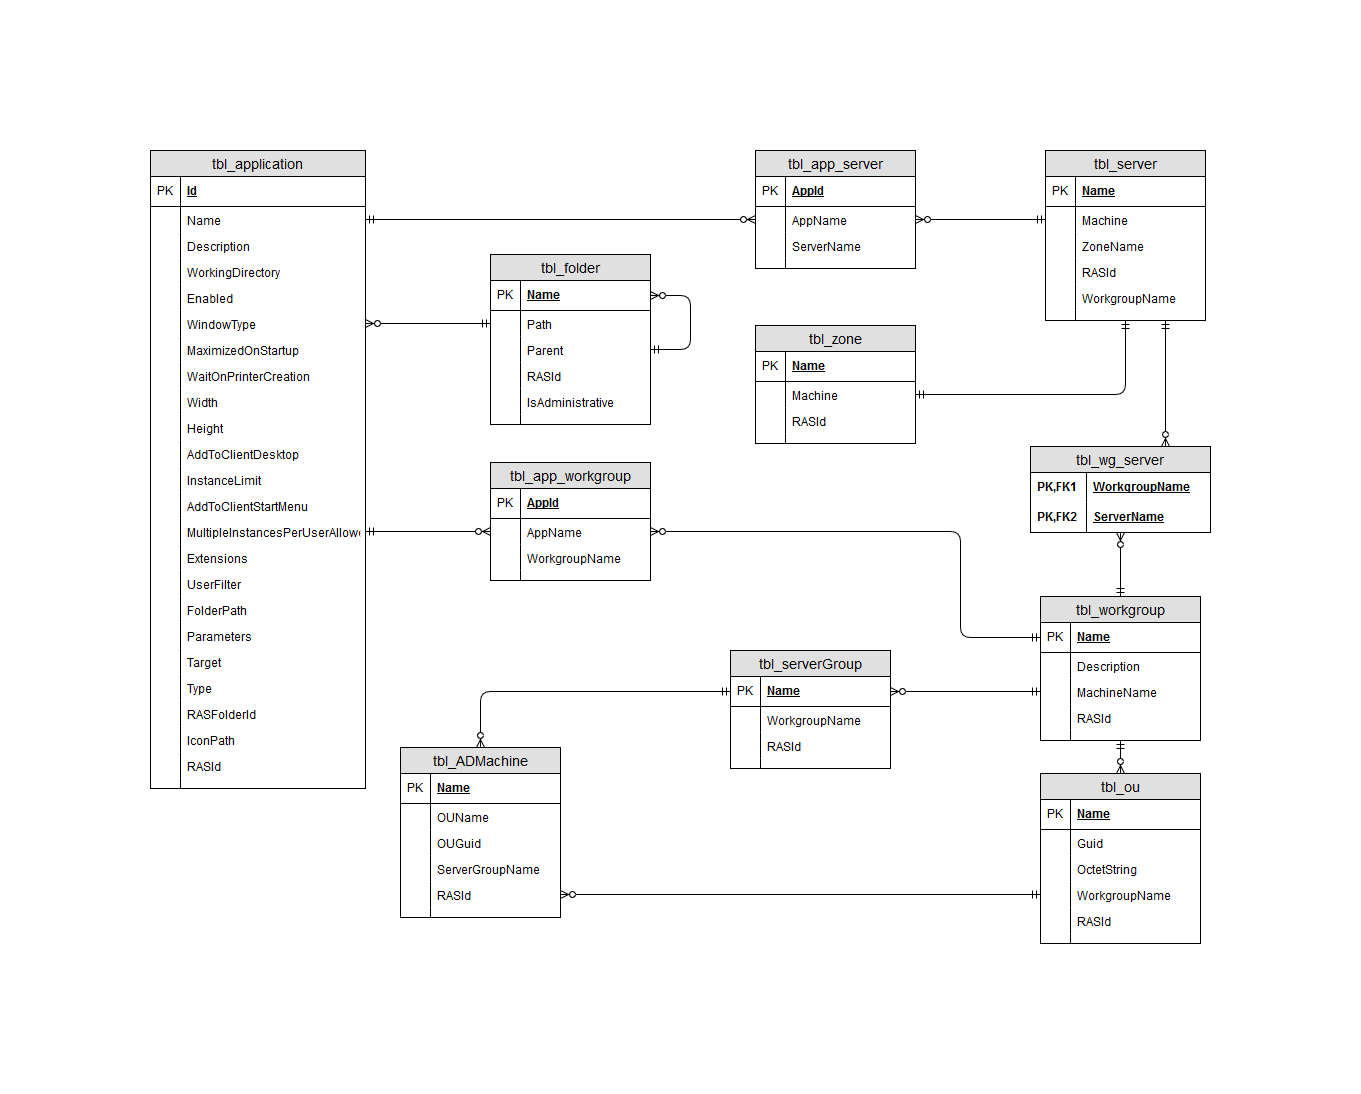 tbl_application
PK Id
Name
Description
WorkingDirectory
Enabled
WindowType
MaximizedOnStartup
WaitOnPrinterCreation
Width
Height
AddToClientDesktop
InstanceLimit
AddToClientStartMenu
MultipleInstancesPerUserAllowe
Extensions
UserFilter
FolderPath
Parameters
Target
Type
RASFolderId
IconPath
RASId
tbl_folder
PK Name
Path
Parent
RASId
IsAdministrative
tbl_app_workgroup
PK AppId
AppName
WorkgroupName
tbl_app_server
PK AppId
AppName
ServerName
tbl_zone
PK Name
Machine
RASId
tbl_server
PK Name
Machine
ZoneName
RASId
WorkgroupName
tbl_wg_server
PK,FK1 WorkgroupName
PK,FK2 ServerName
tbl_workgroup
PK Name
Description
MachineName
RASId
tbl_serverGroup
PK Name
WorkgroupName
RASId
tbl_ADMachine
PK Name
OUName
OUGuid
ServerGroupName
RASId
tbl_ou
PK Name
Guid
OctetString
WorkgroupName
RASId